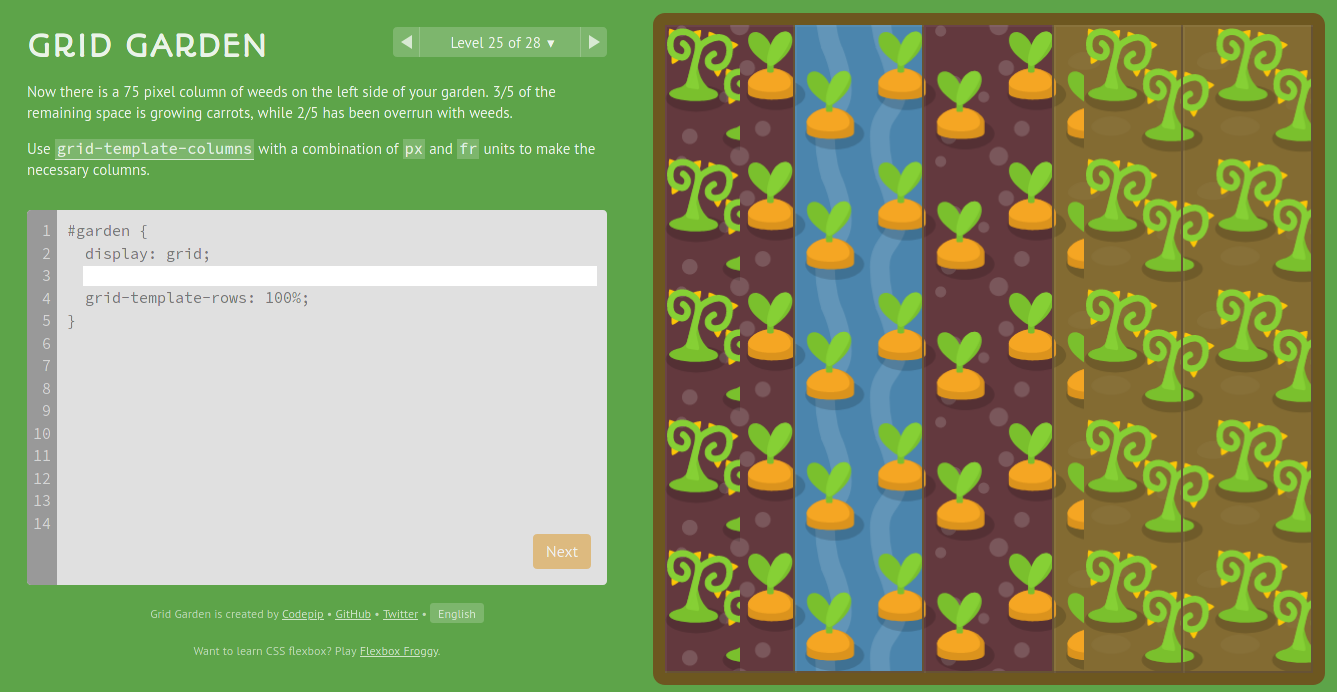 GRID GARDEN
◀ Level 25 of 28 ▼ ▶
Now there is a 75 pixel column of weeds on the left side of your garden. 3/5 of the
remaining space is growing carrots, while 2/5 has been overrun with weeds.
Use grid-template-columns with a combination of px and fr units to make the
necessary columns.
1 #garden {
2 display: grid;
3
4 grid-template-rows: 100%;
5 }
6
7
8
9
10
11
12
13
14
Next
Grid Garden is created by Codepip • GitHub • Twitter • English
Want to learn CSS flexbox? Play Flexbox Froggy.